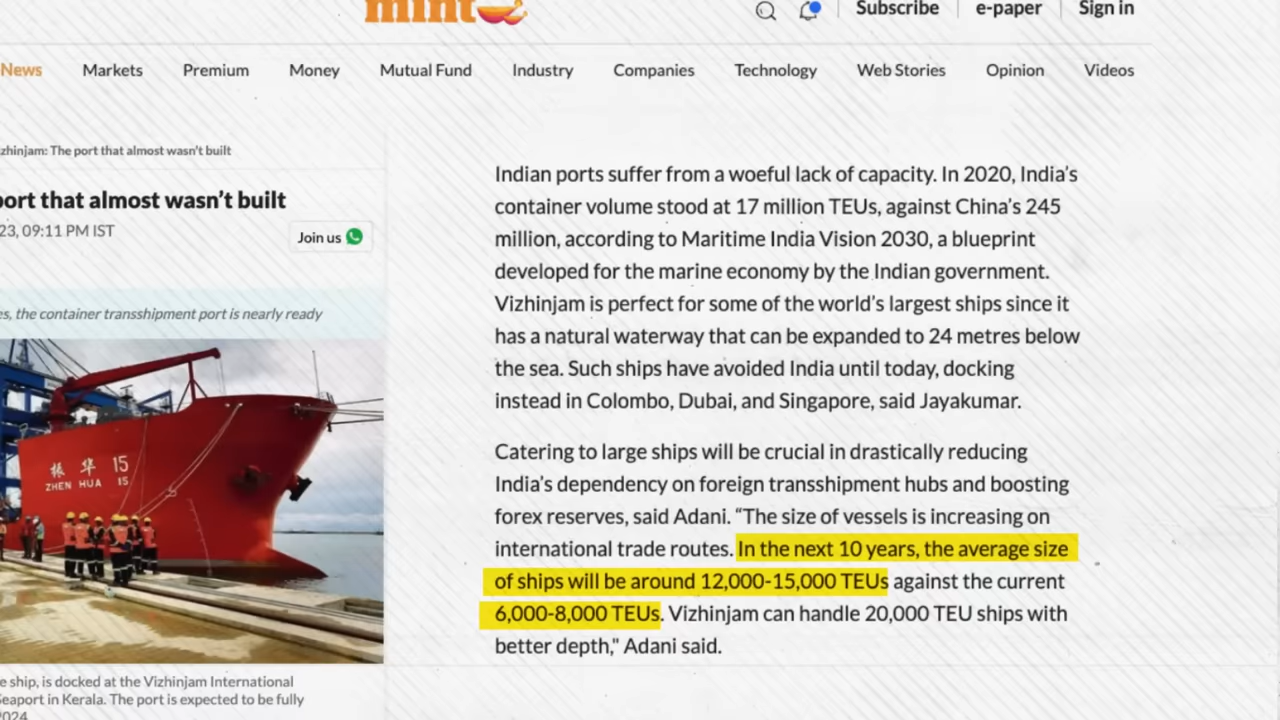 mint
Subscribe
e-paper
Sign in
News
Markets
Premium
Money
Mutual Fund
Industry
Companies
Technology
Web Stories
Opinion
Videos
zhinjam: The port that almost wasn't built
port that almost wasn't built
23, 09:11 PM IST
Join us
es, the container transshipment port is nearly ready
振 华 15
ZHEN HUA 15
e ship, is docked at the Vizhinjam International
Seaport in Kerala. The port is expected to be fully
2024
Indian ports suffer from a woeful lack of capacity. In 2020, India's
container volume stood at 17 million TEUs, against China's 245
million, according to Maritime India Vision 2030, a blueprint
developed for the marine economy by the Indian government.
Vizhinjam is perfect for some of the world's largest ships since it
has a natural waterway that can be expanded to 24 metres below
the sea. Such ships have avoided India until today, docking
instead in Colombo, Dubai, and Singapore, said Jayakumar.
Catering to large ships will be crucial in drastically reducing
India's dependency on foreign transshipment hubs and boosting
forex reserves, said Adani. “The size of vessels is increasing on
international trade routes. In the next 10 years, the average size
of ships will be around 12,000-15,000 TEUs against the current
6,000-8,000 TEUs. Vizhinjam can handle 20,000 TEU ships with
better depth," Adani said.